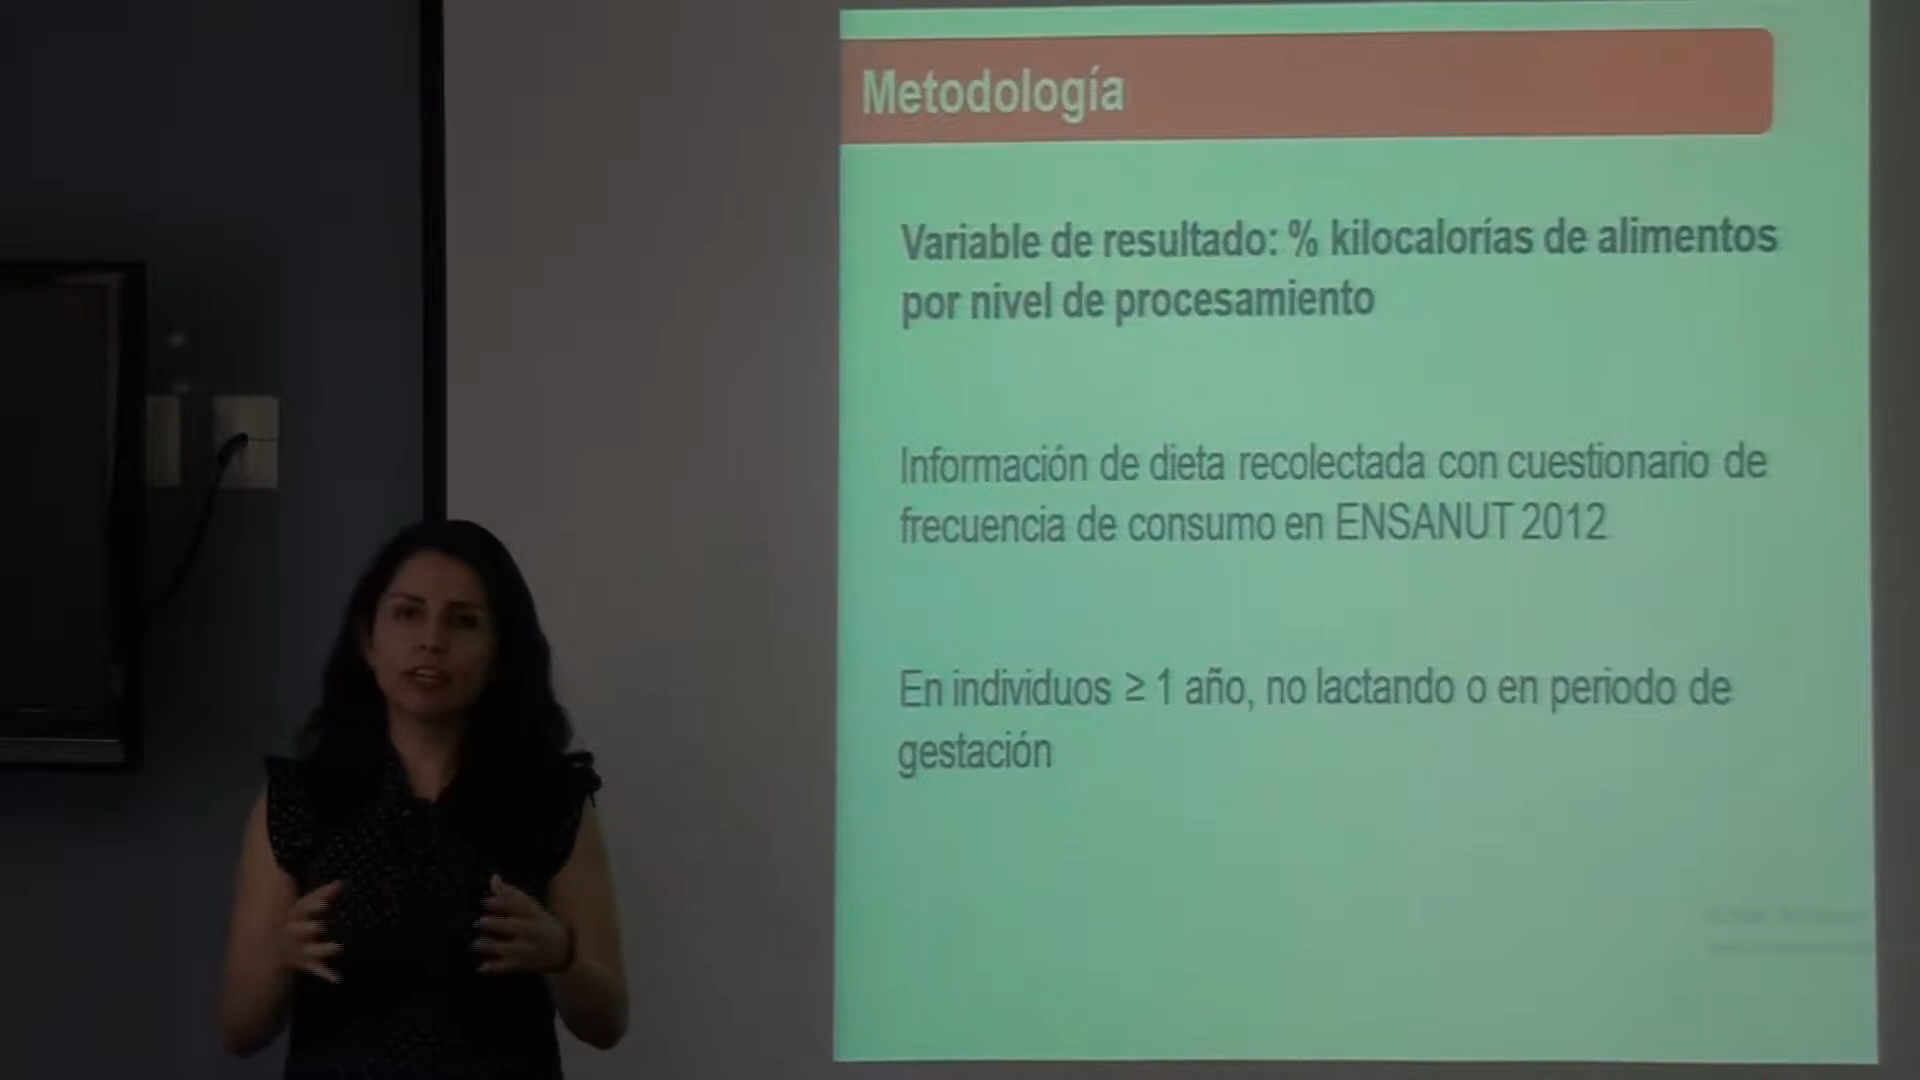 Metodología
Variable de resultado: % kilocalorías de alimentos
por nivel de procesamiento
Información de dieta recolectada con cuestionario de
frecuencia de consumo en ENSANUT 2012
En individuos ≥ 1 año, no lactando o en periodo de
gestación